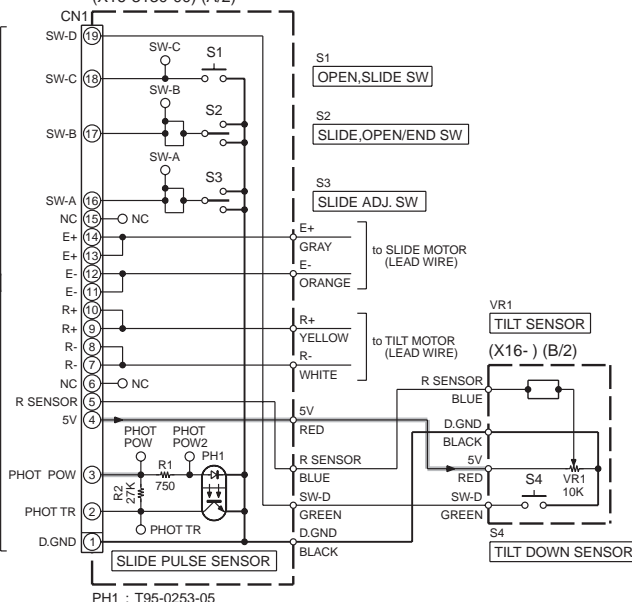 CN1
SW-D 19
SW-C
S1
SW-C 18
S1
OPEN,SLIDE SW
SW-B
S2
SW-B 17
S2
SLIDE,OPEN/END SW
SW-A
S3
SW-A 16
S3
SLIDE ADJ. SW
NC 15 NC
E+ 14
E+ 13
E+
GRAY
to SLIDE MOTOR
(LEAD WIRE)
E- 12
E- 11
E-
ORANGE
R+ 10
R+ 9
R+
YELLOW
to TILT MOTOR
(LEAD WIRE)
R- 8
R- 7
R-
WHITE
NC 6 NC
VR1
TILT SENSOR
(X16- ) (B/2)
R SENSOR 5
R SENSOR
BLUE
5V 4
5V
RED
D.GND
BLACK
PHOT
POW
PHOT
POW2
PH1
R1
750
R2
27K
PHOT POW 3
R SENSOR
BLUE
5V
RED
VR1
10K
S4
PHOT TR 2
PHOT TR
SW-D
GREEN
SW-D
GREEN
D.GND 1
D.GND
BLACK
S4
TILT DOWN SENSOR
SLIDE PULSE SENSOR
PH1 : T95-0253-05